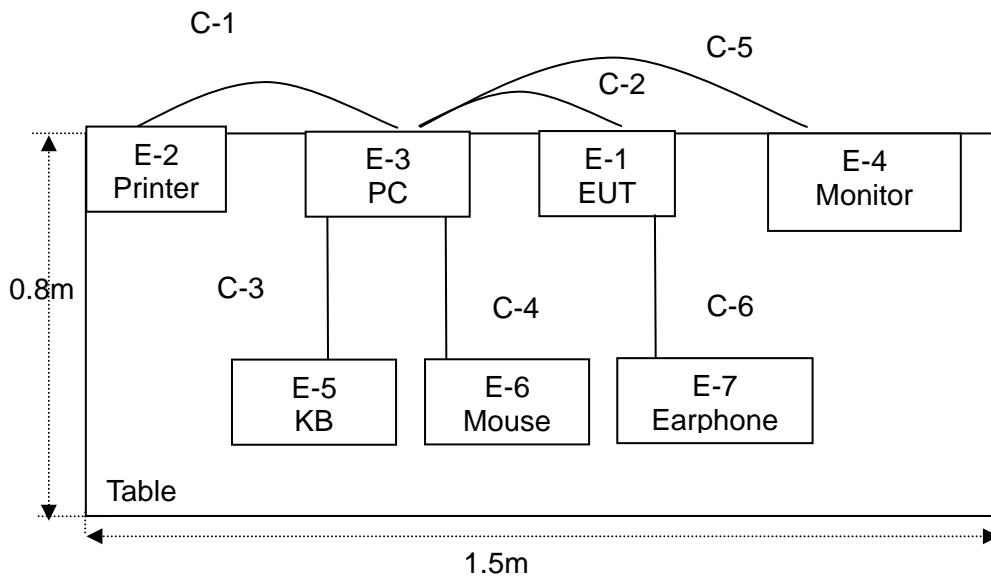 C-1
C-5
C-2
E-2
Printer
E-3
PC
E-1
EUT
E-4
Monitor
0.8m
C-3
C-4
C-6
E-5
KB
E-6
Mouse
E-7
Earphone
Table
1.5m